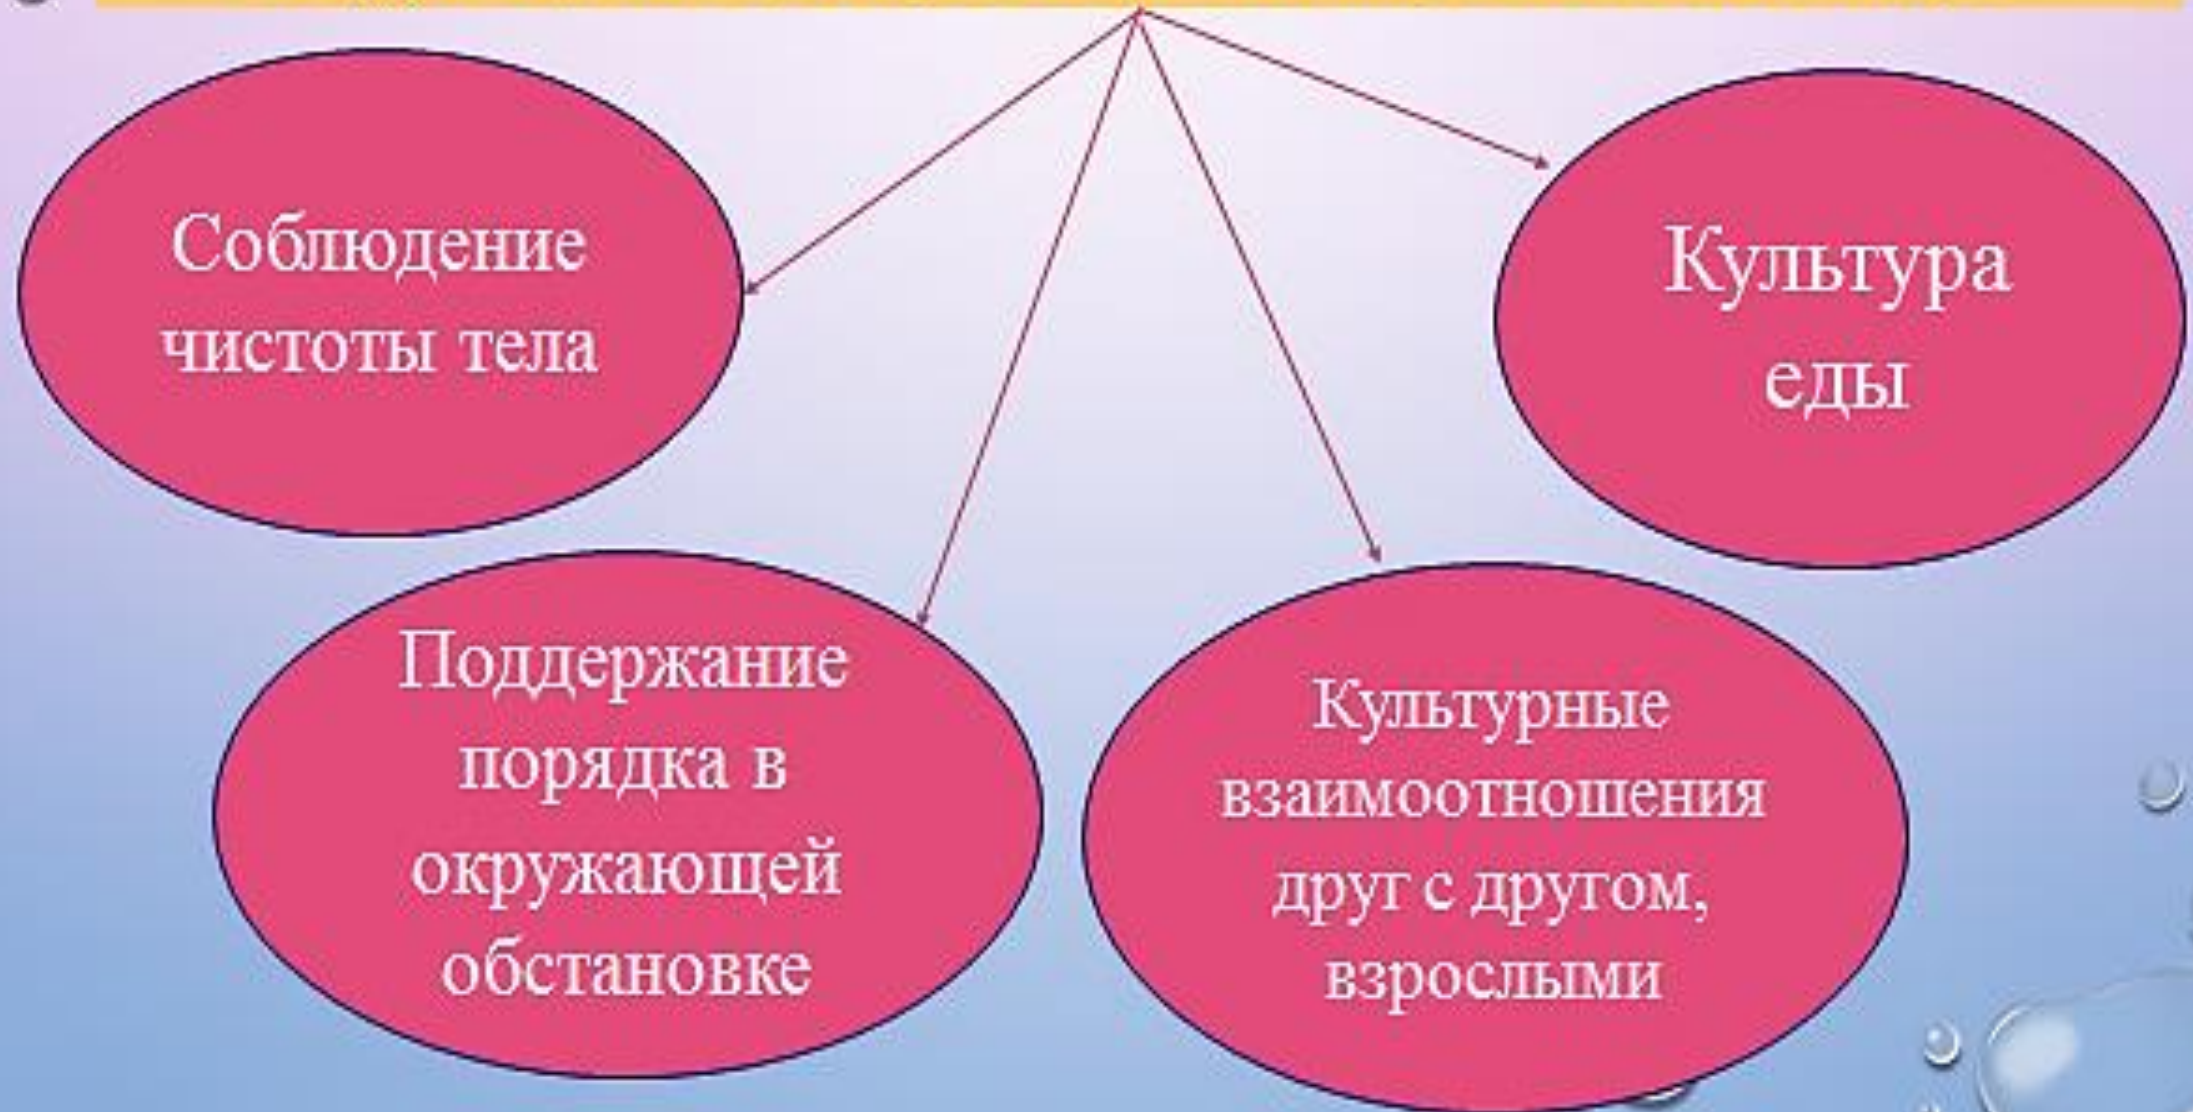 Соблюдение
чистоты тела
Культура
еды
Поддержание
порядка в
окружающей
обстановке
Культурные
взаимоотношения
друг с другом,
взрослыми